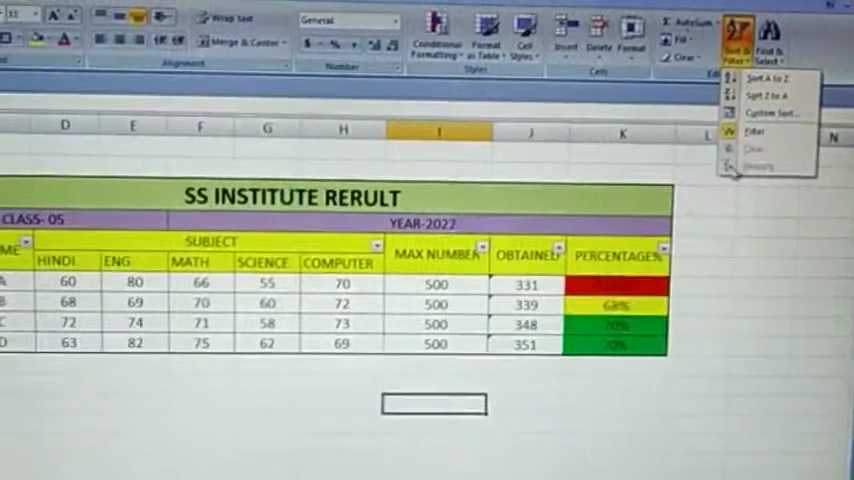 11
Wrap Text
General
AutoSum
Fill
Clear
Merge & Center
$ %
Conditional Formatting
Format as Table
Cell Styles
Insert
Delete
Format
Sort & Filter
Find & Select
Alignment
Number
Styles
Cells
Sort A to Z
Sort Z to A
Custom Sort...
Filter
Clear
Reapply
D E F G H I J K L N
SS INSTITUTE RERULT
CLASS- 05 YEAR-2022
ME SUBJECT MAX NUMBER OBTAINED PERCENTAGE%
HINDI ENG MATH SCIENCE COMPUTER
A 60 80 66 55 70 500 331
B 68 69 70 60 72 500 339 68%
C 72 74 71 58 73 500 348 70%
D 63 82 75 62 69 500 351 70%